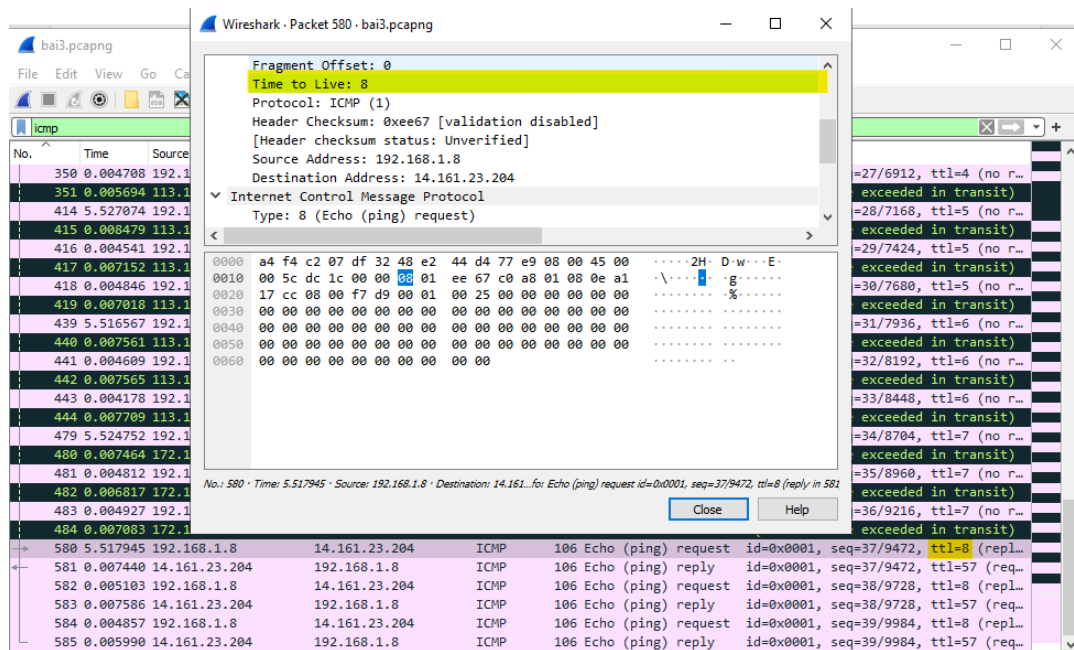 Wireshark · Packet 580 · bai3.pcapng
bai3.pcapng
File Edit View Go Ca
icmp
Fragment Offset: 0
Time to Live: 8
Protocol: ICMP (1)
Header Checksum: 0xee67 [validation disabled]
[Header checksum status: Unverified]
Source Address: 192.168.1.8
Destination Address: 14.161.23.204
Internet Control Message Protocol
Type: 8 (Echo (ping) request)
0000 a4 f4 c2 07 df 32 48 e2 44 d4 77 e9 08 00 45 00 ·····2H· D·w···E·
0010 00 5c dc 1c 00 00 08 01 ee 67 c0 a8 01 08 0e a1 ·\······ ·g······
0020 17 cc 08 00 f7 d9 00 01 00 25 00 00 00 00 00 00 ········ ·%······
0030 00 00 00 00 00 00 00 00 00 00 00 00 00 00 00 00 ········ ········
0040 00 00 00 00 00 00 00 00 00 00 00 00 00 00 00 00 ········ ········
0050 00 00 00 00 00 00 00 00 00 00 00 00 00 00 00 00 ········ ········
0060 00 00 00 00 00 00 00 00 00 00 ········ ··
No.: 580 · Time: 5.517945 · Source: 192.168.1.8 · Destination: 14.161...fo: Echo (ping) request id=0x0001, seq=37/9472, ttl=8 (reply in 581
Close Help
No. Time Source
350 0.004708 192.1 =27/6912, ttl=4 (no r…
351 0.005694 113.1 exceeded in transit)
414 5.527074 192.1 =28/7168, ttl=5 (no r…
415 0.008479 113.1 exceeded in transit)
416 0.004541 192.1 =29/7424, ttl=5 (no r…
417 0.007152 113.1 exceeded in transit)
418 0.004846 192.1 =30/7680, ttl=5 (no r…
419 0.007018 113.1 exceeded in transit)
439 5.516567 192.1 =31/7936, ttl=6 (no r…
440 0.007561 113.1 exceeded in transit)
441 0.004609 192.1 =32/8192, ttl=6 (no r…
442 0.007565 113.1 exceeded in transit)
443 0.004178 192.1 =33/8448, ttl=6 (no r…
444 0.007709 113.1 exceeded in transit)
479 5.524752 192.1 =34/8704, ttl=7 (no r…
480 0.007464 172.1 exceeded in transit)
481 0.004812 192.1 =35/8960, ttl=7 (no r…
482 0.006817 172.1 exceeded in transit)
483 0.004927 192.1 =36/9216, ttl=7 (no r…
484 0.007083 172.1 exceeded in transit)
580 5.517945 192.168.1.8 14.161.23.204 ICMP 106 Echo (ping) request id=0x0001, seq=37/9472, ttl=8 (repl…
581 0.007440 14.161.23.204 192.168.1.8 ICMP 106 Echo (ping) reply id=0x0001, seq=37/9472, ttl=57 (req…
582 0.005103 192.168.1.8 14.161.23.204 ICMP 106 Echo (ping) request id=0x0001, seq=38/9728, ttl=8 (repl…
583 0.007586 14.161.23.204 192.168.1.8 ICMP 106 Echo (ping) reply id=0x0001, seq=38/9728, ttl=57 (req…
584 0.004857 192.168.1.8 14.161.23.204 ICMP 106 Echo (ping) request id=0x0001, seq=39/9984, ttl=8 (repl…
585 0.005990 14.161.23.204 192.168.1.8 ICMP 106 Echo (ping) reply id=0x0001, seq=39/9984, ttl=57 (req…